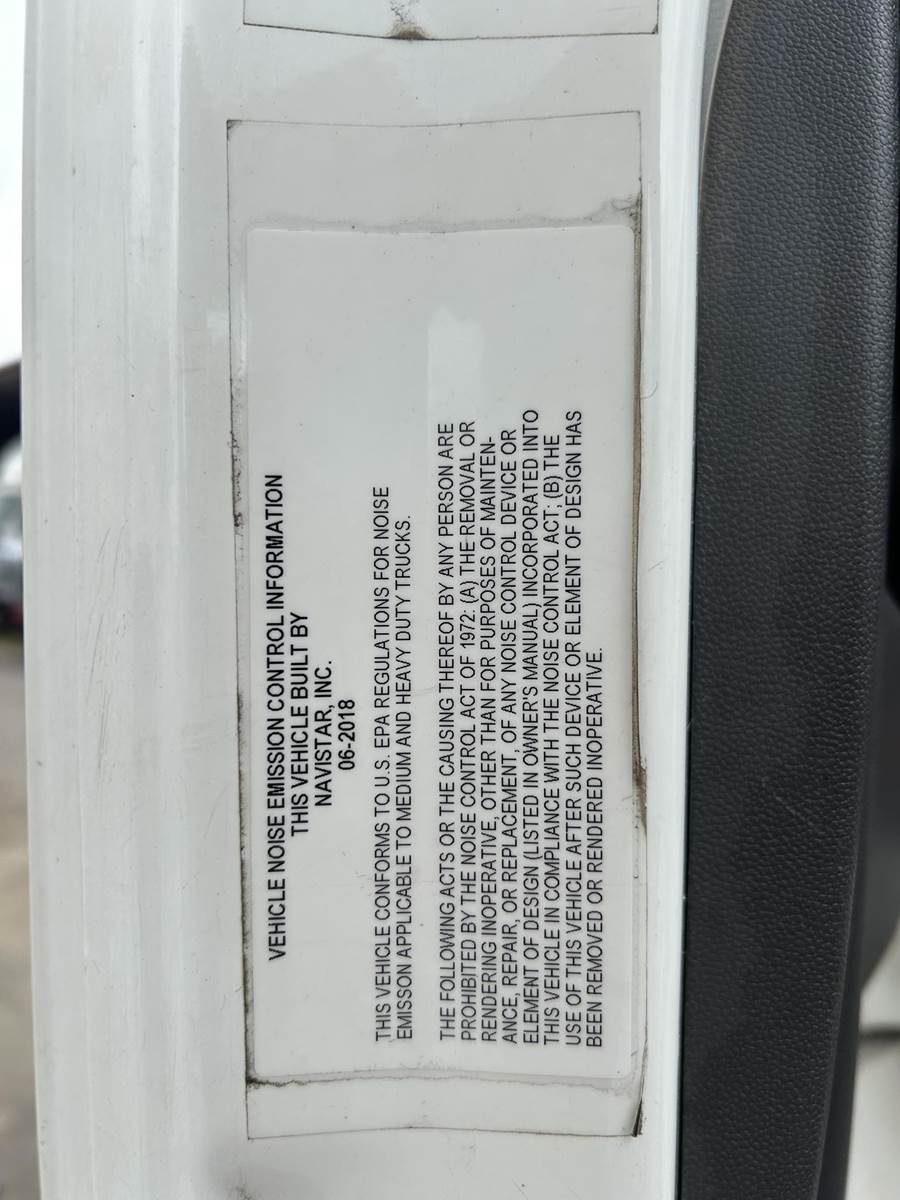 VEHICLE NOISE EMISSION CONTROL INFORMATION
THIS VEHICLE BUILT BY
NAVISTAR, INC.
06-2018
THIS VEHICLE CONFORMS TO U.S. EPA REGULATIONS FOR NOISE
EMISSON APPLICABLE TO MEDIUM AND HEAVY DUTY TRUCKS.
THE FOLLOWING ACTS OR THE CAUSING THEREOF BY ANY PERSON ARE
PROHIBITED BY THE NOISE CONTROL ACT OF 1972: (A) THE REMOVAL OR
RENDERING INOPERATIVE, OTHER THAN FOR PURPOSES OF MAINTEN-
ANCE, REPAIR, OR REPLACEMENT, OF ANY NOISE CONTROL DEVICE OR
ELEMENT OF DESIGN (LISTED IN OWNER'S MANUAL) INCORPORATED INTO
THIS VEHICLE IN COMPLIANCE WITH THE NOISE CONTROL ACT; (B) THE
USE OF THIS VEHICLE AFTER SUCH DEVICE OR ELEMENT OF DESIGN HAS
BEEN REMOVED OR RENDERED INOPERATIVE.